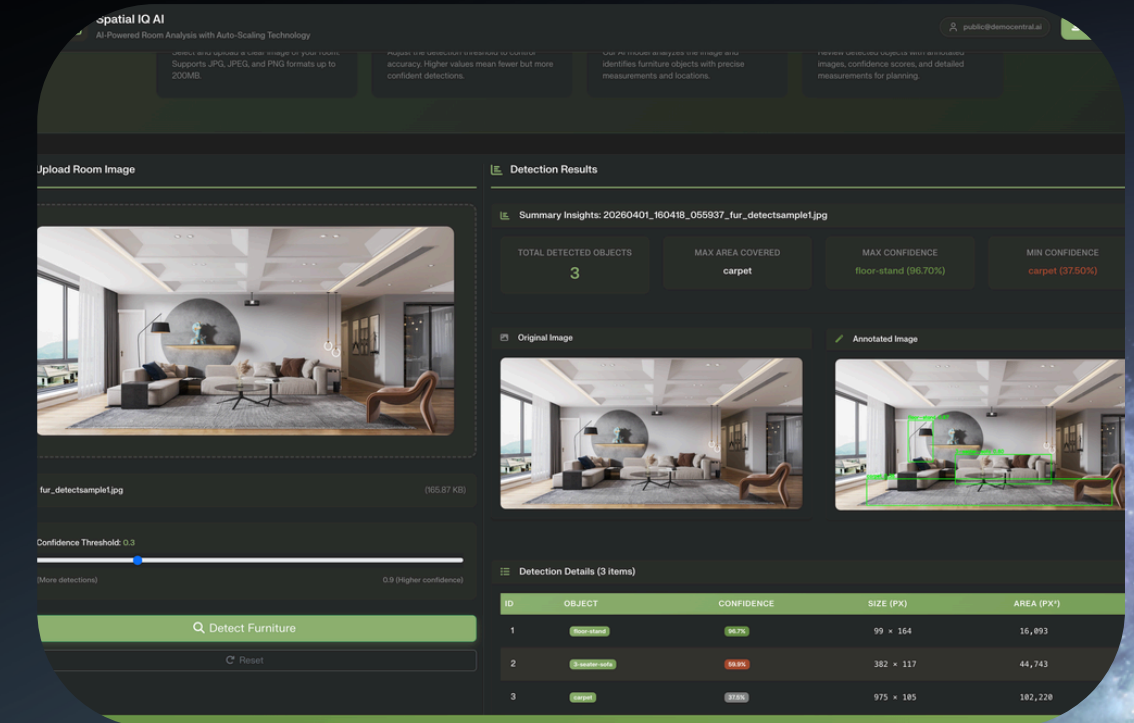 Spatial IQ AI
AI-Powered Room Analysis with Auto-Scaling Technology
public@democentral.ai
Select and upload a clear image of your room.
Supports JPG, JPEG, and PNG formats up to
200MB.
Adjust the detection threshold to control
accuracy. Higher values mean fewer but more
confident detections.
Our AI model analyzes the image and
identifies furniture objects with precise
measurements and locations.
Review detected objects with annotated
images, confidence scores, and detailed
measurements for planning.
Upload Room Image
fur_detectsample1.jpg
(165.87 KB)
Confidence Threshold: 0.3
(More detections)
0.9 (Higher confidence)
Detect Furniture
Reset
Detection Results
Summary Insights: 20260401_160418_055937_fur_detectsample1.jpg
TOTAL DETECTED OBJECTS
3
MAX AREA COVERED
carpet
MAX CONFIDENCE
floor-stand (96.70%)
MIN CONFIDENCE
carpet (37.50%)
Original Image
Annotated Image
Detection Details (3 items)
ID OBJECT CONFIDENCE SIZE (PX) AREA (PX²)
1 floor-stand 96.7% 99 × 164 16,093
2 3-seater-sofa 59.9% 382 × 117 44,743
3 carpet 37.5% 975 × 105 102,220